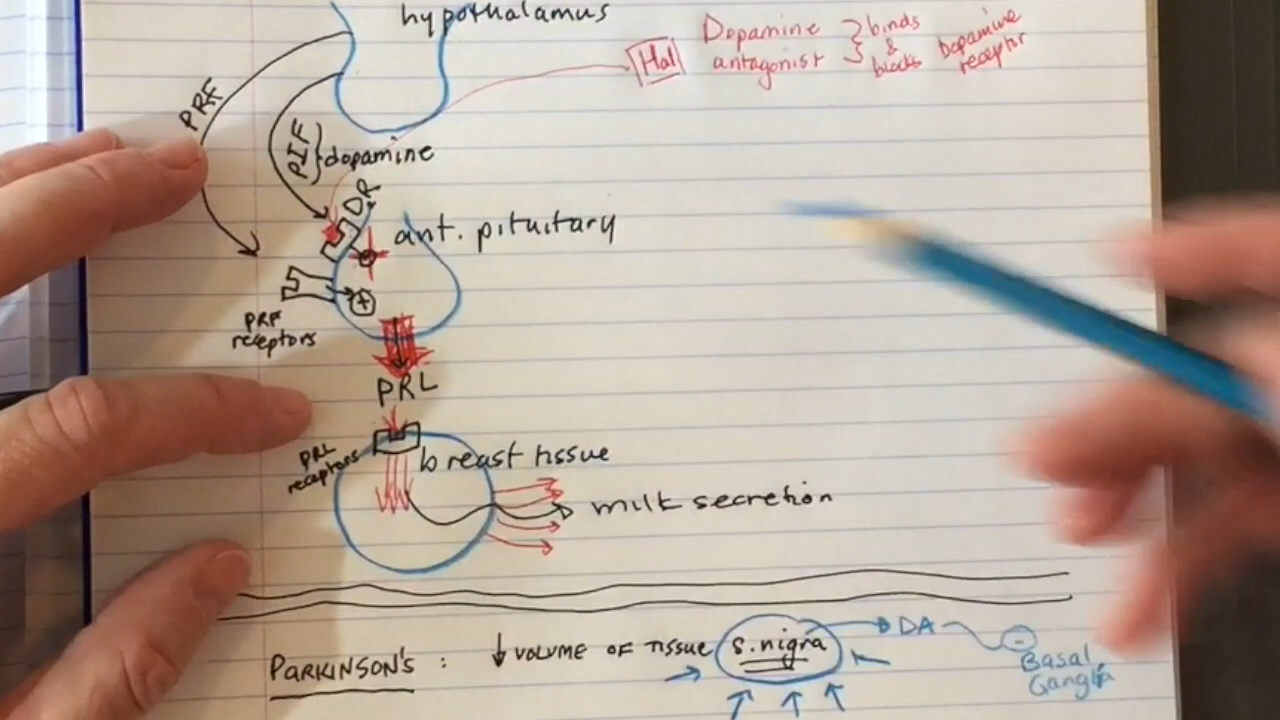 hypothalamus
Dopamine
antagonist
Hal
binds
&
blocks
Dopamine
receptor
PRF
PIF
dopamine
DR
ant. pituitary
-
+
PRF
receptors
PRL
PRL
receptors
breast tissue
milk secretion
PARKINSON'S : ↓ VOLUME OF TISSUE s.nigra → DA
-
Basal
Ganglia